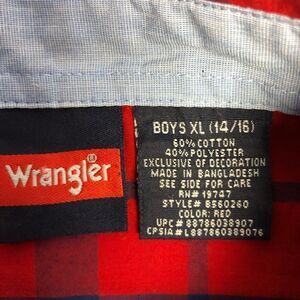 Wrangler®
BOYS XL (14/16)
60% COTTON
40% POLYESTER
EXCLUSIVE OF DECORATION
MADE IN BANGLADESH
SEE SIDE FOR CARE
RN# 19747
STYLE# 8560260
COLOR: RED
UPC# 88786038907
CPSIA# L887860389076